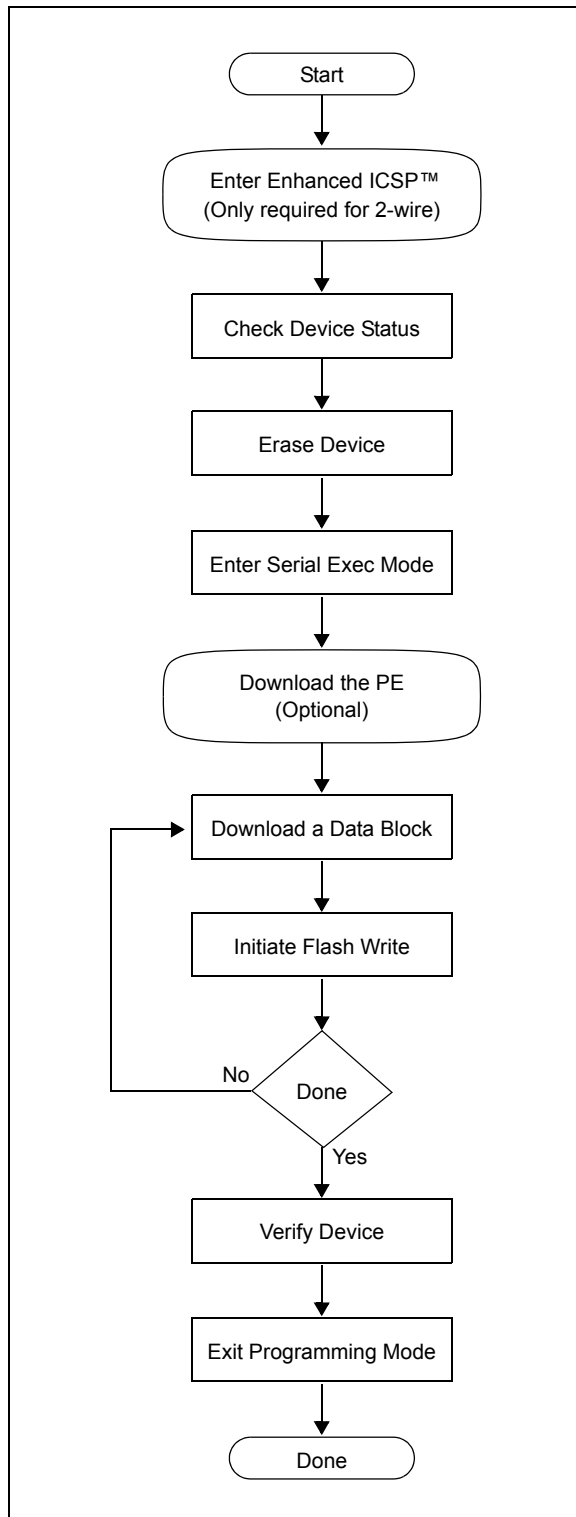 Start
Enter Enhanced ICSP™
(Only required for 2-wire)
Check Device Status
Erase Device
Enter Serial Exec Mode
Download the PE
(Optional)
Download a Data Block
Initiate Flash Write
No
Done
Yes
Verify Device
Exit Programming Mode
Done